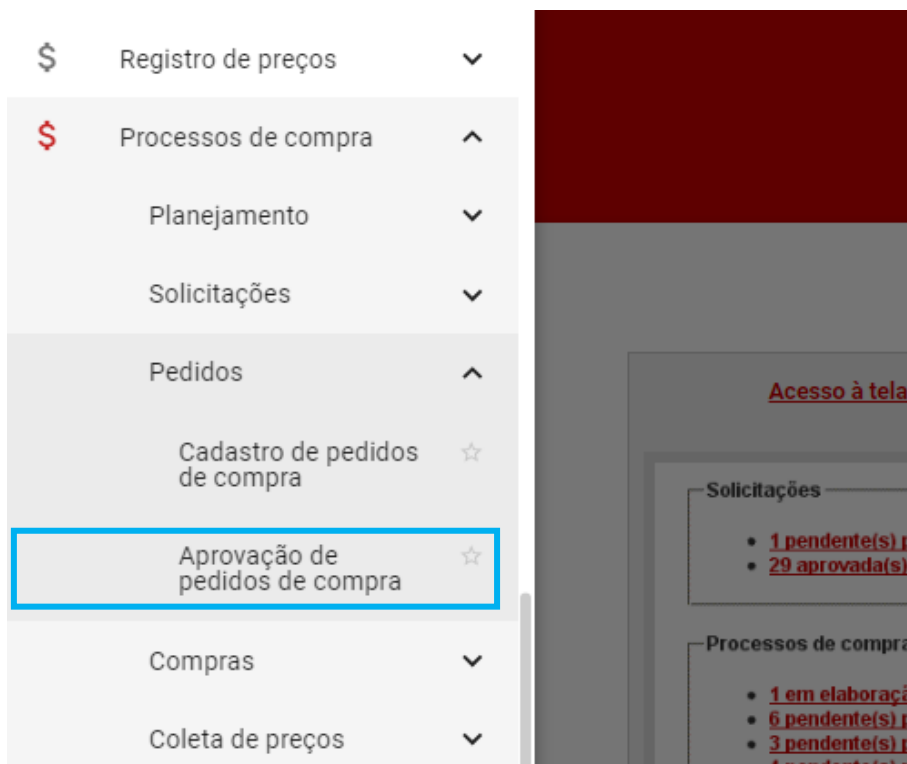 Registro de preços
Processos de compra
Planejamento
Solicitações
Pedidos
Cadastro de pedidos
de compra
Aprovação de
pedidos de compra
Compras
Coleta de preços
Acesso à tela
Solicitações
1 pendente(s)
29 aprovada(s)
Processos de compra
1 em
6 pendente(s)
3 pendente(s)